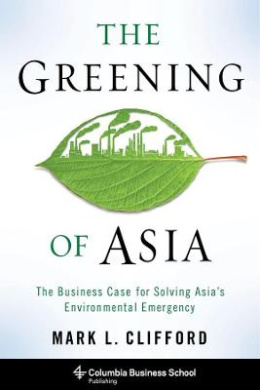 THE
GREENING
OF ASIA
The Business Case for Solving Asia's
Environmental Emergency
MARK L. CLIFFORD
Columbia Business School
Publishing